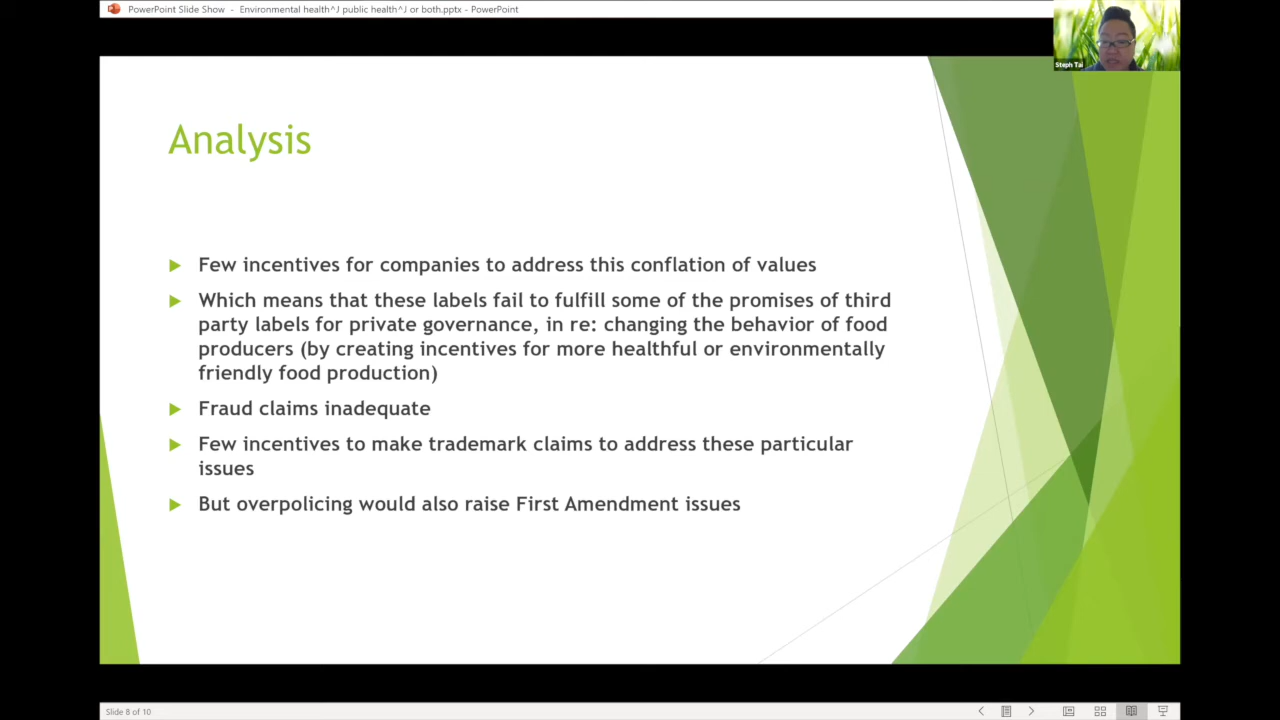 PowerPoint Slide Show - Environmental health^J public health^J or both.pptx - PowerPoint
Steph Tai
Analysis
Few incentives for companies to address this conflation of values
Which means that these labels fail to fulfill some of the promises of third
party labels for private governance, in re: changing the behavior of food
producers (by creating incentives for more healthful or environmentally
friendly food production)
Fraud claims inadequate
Few incentives to make trademark claims to address these particular
issues
But overpolicing would also raise First Amendment issues
Slide 8 of 10